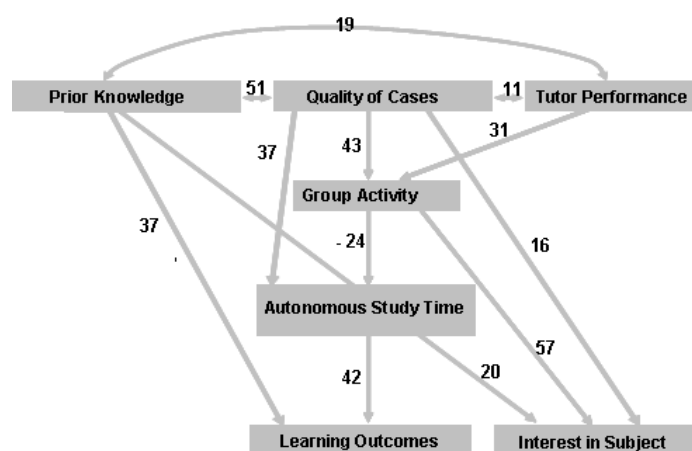 19
Prior Knowledge 51 Quality of Cases 11 Tutor Performance
37 43 31
Group Activity
37 - 24 16
Autonomous Study Time
42 20 57
Learning Outcomes Interest in Subject